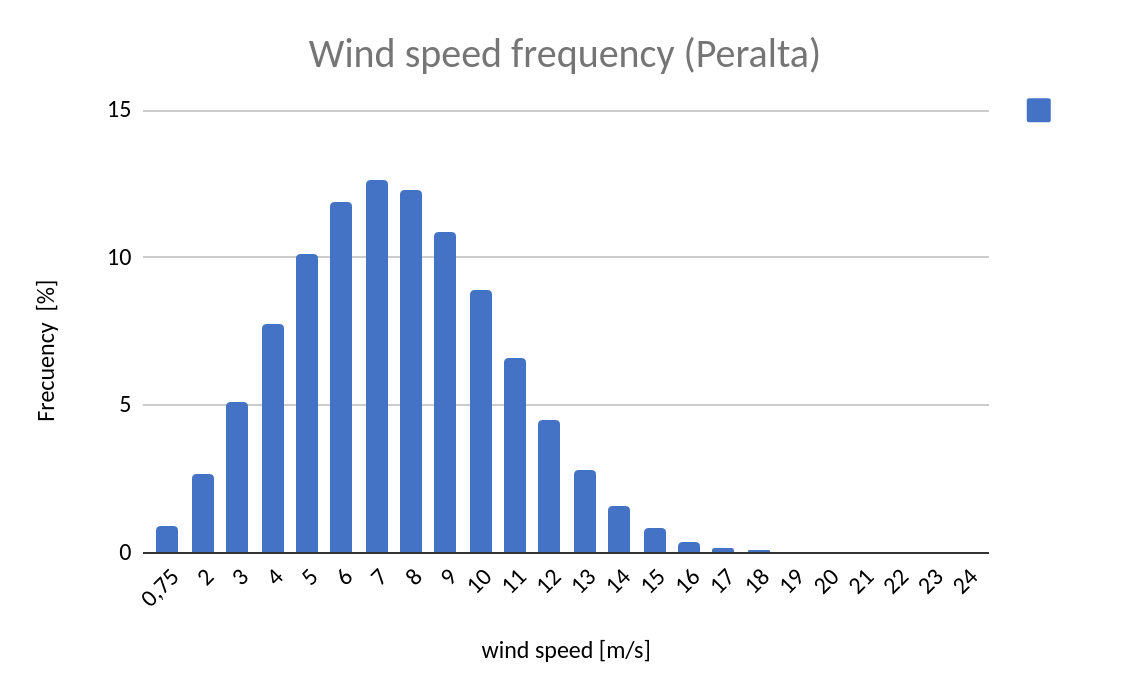 Wind speed frequency (Peralta)
15
10
5
0
Frecuency [%]
0,75 2 3 4 5 6 7 8 9 10 11 12 13 14 15 16 17 18 19 20 21 22 23 24
wind speed [m/s]